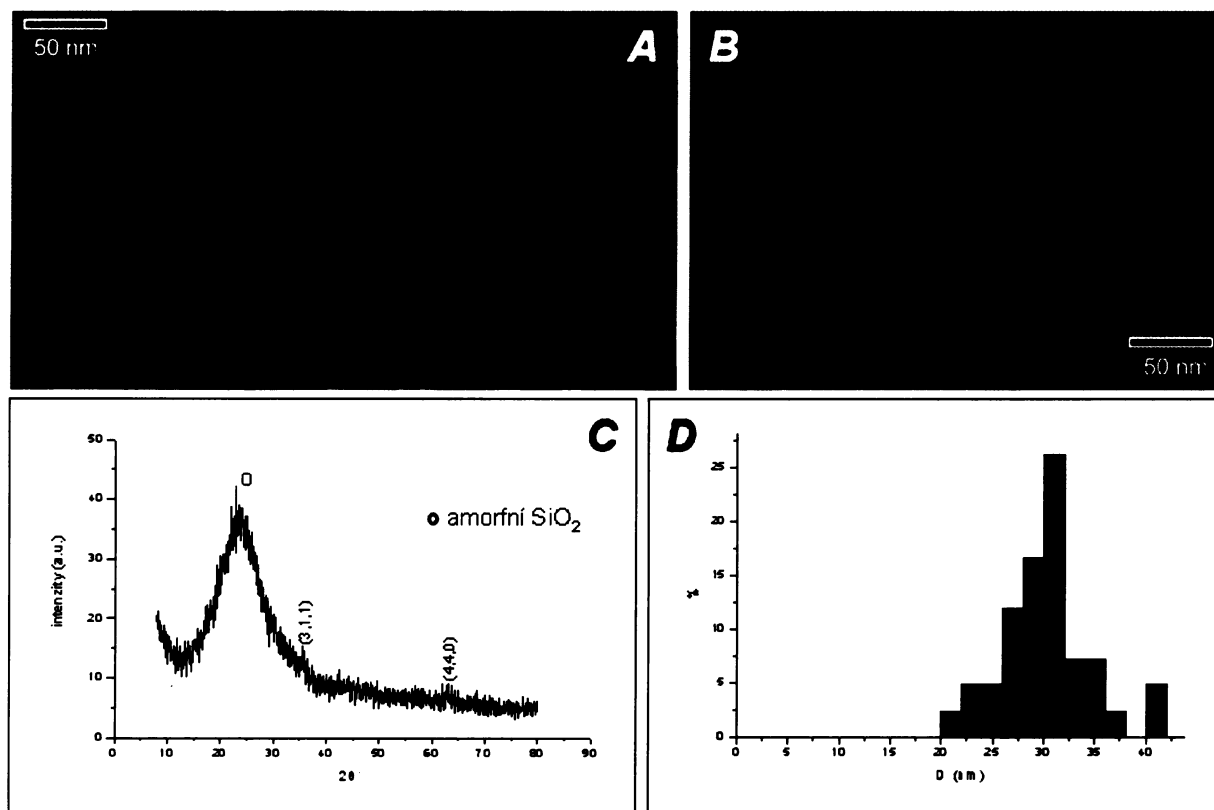 50 nm
A
B
50 nm
C
50
40
30
20
10
0
intenzity (a.u.)
O
o amorfní SiO2
(3,1,1)
(4,4,0)
0 10 20 30 40 50 60 70 80 90
2θ
D
25
20
15
10
5
0
%
0 5 10 15 20 25 30 35 40
D (nm)